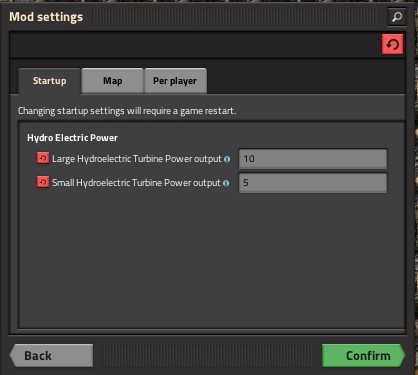 Mod settings
Startup
Map
Per player
Changing startup settings will require a game restart.
Hydro Electric Power
Large Hydroelectric Turbine Power output
10
Small Hydroelectric Turbine Power output
5
Back
Confirm